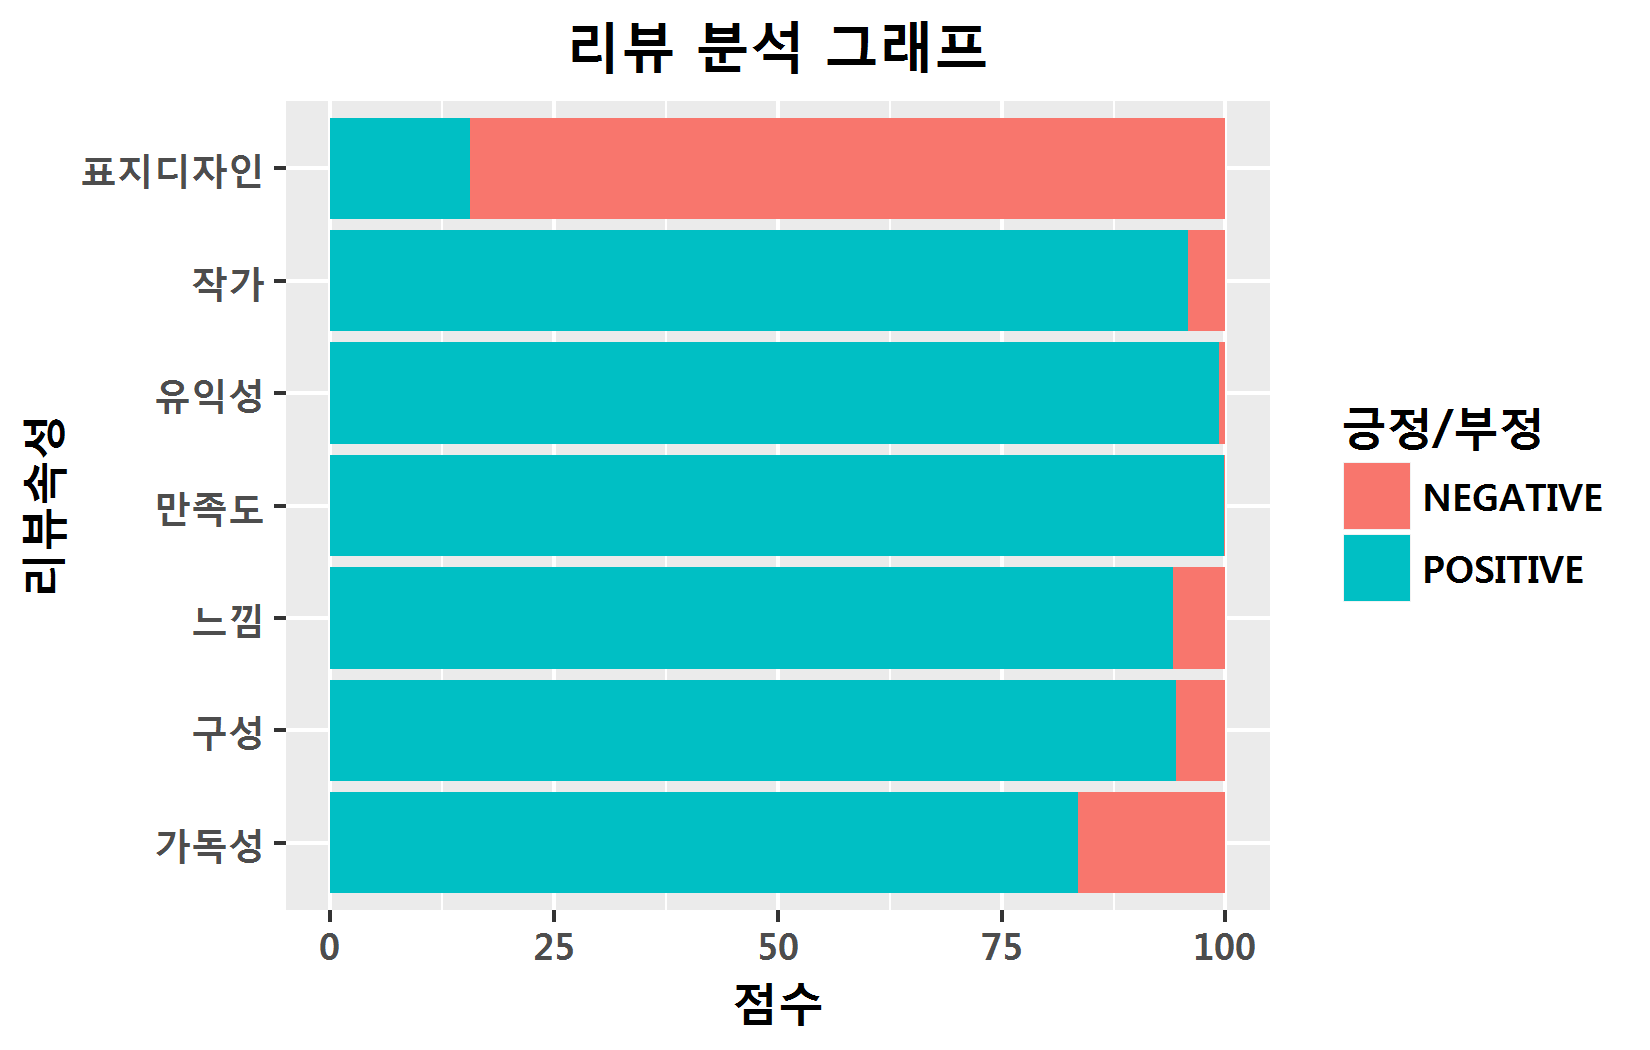 리뷰 분석 그래프
표지디자인
작가
유익성
만족도
느낌
구성
가독성
리뷰속성
0 25 50 75 100
점수
긍정/부정
NEGATIVE
POSITIVE